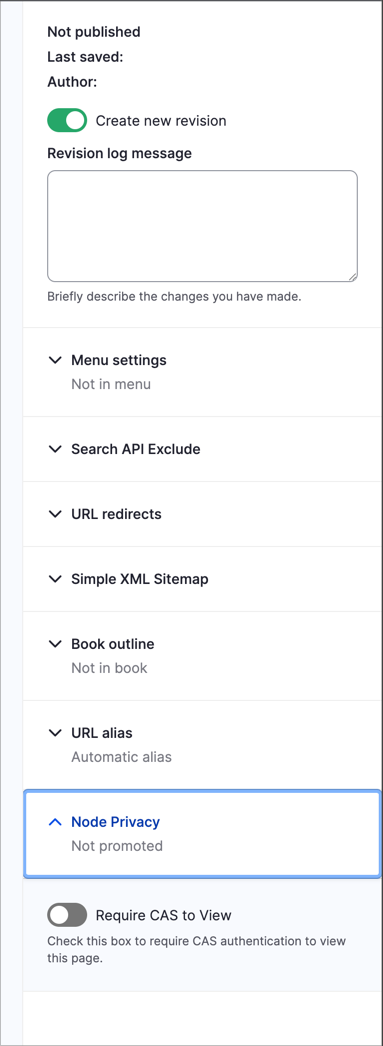 Not published
Last saved:
Author:
Create new revision
Revision log message
Briefly describe the changes you have made.
Menu settings
Not in menu
Search API Exclude
URL redirects
Simple XML Sitemap
Book outline
Not in book
URL alias
Automatic alias
Node Privacy
Not promoted
Require CAS to View
Check this box to require CAS authentication to view
this page.